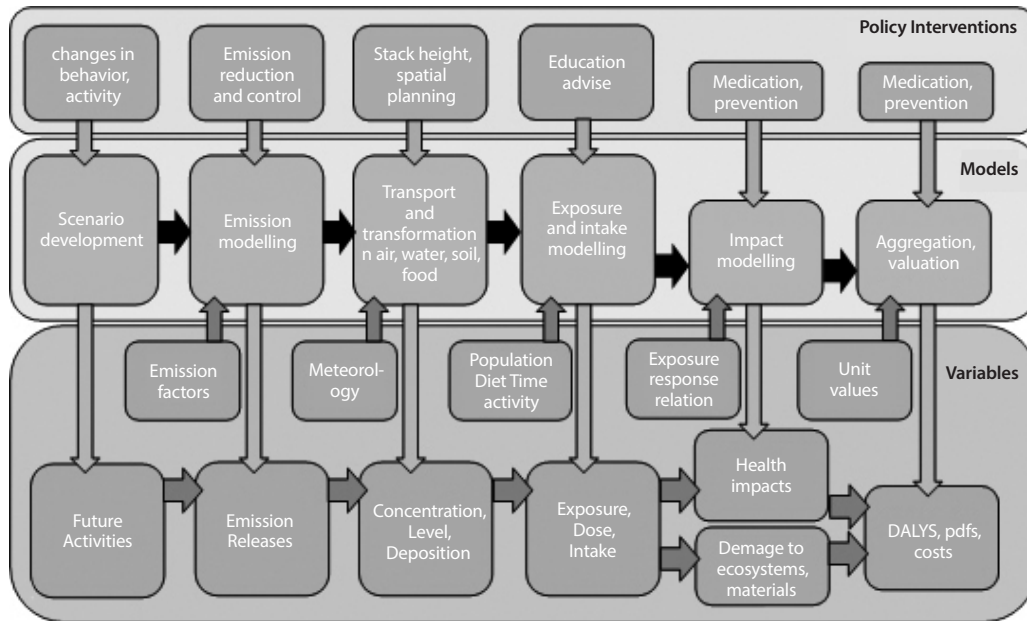 Policy Interventions
changes in
behavior,
activity
Emission
reduction
and control
Stack height,
spatial
planning
Education
advise
Medication,
prevention
Medication,
prevention
Models
Scenario
development
Emission
modelling
Transport
and
transformation
n air, water, soil,
food
Exposure
and intake
modelling
Impact
modelling
Aggregation,
valuation
Variables
Emission
factors
Meteorol-
ogy
Population
Diet Time
activity
Exposure
response
relation
Unit
values
Future
Activities
Emission
Releases
Concentration,
Level,
Deposition
Exposure,
Dose,
Intake
Health
impacts
Demage to
ecosystems,
materials
DALYS, pdfs,
costs